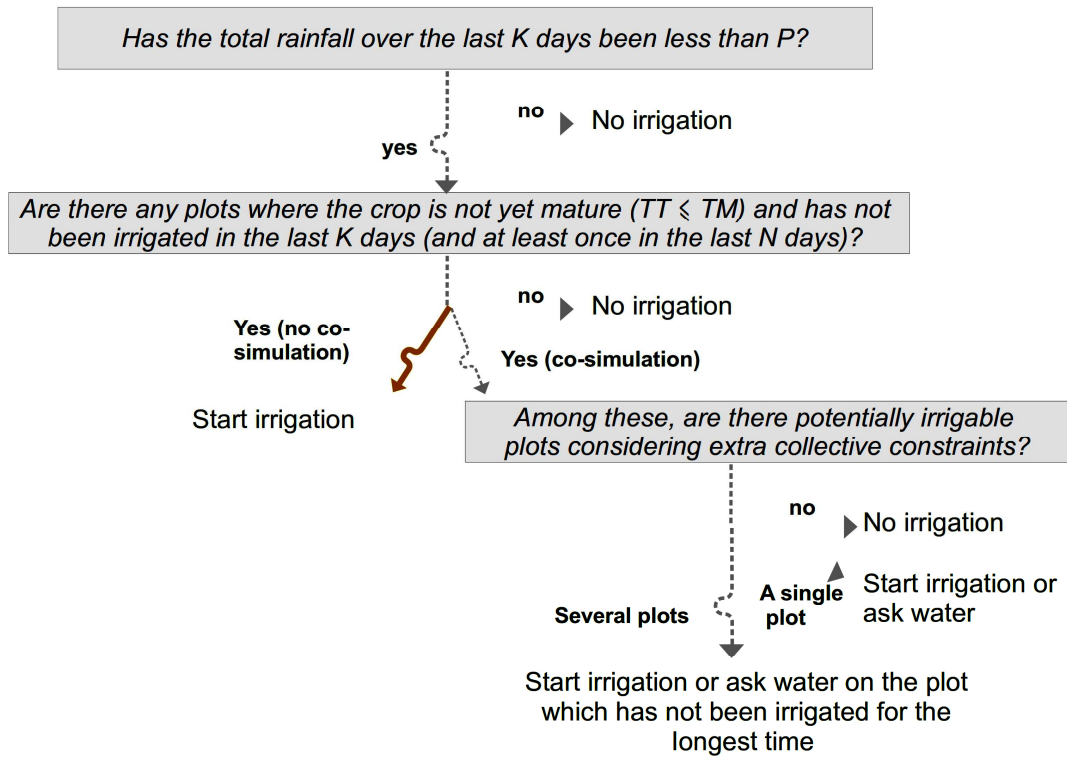 Has the total rainfall over the last K days been less than P?
no
No irrigation
yes
Are there any plots where the crop is not yet mature (TT ⩽ TM) and has not
been irrigated in the last K days (and at least once in the last N days)?
no
No irrigation
Yes (no co-
simulation)
Yes (co-simulation)
Start irrigation
Among these, are there potentially irrigable
plots considering extra collective constraints?
no
No irrigation
A single
plot
Start irrigation or
ask water
Several plots
Start irrigation or ask water on the plot
which has not been irrigated for the
longest time